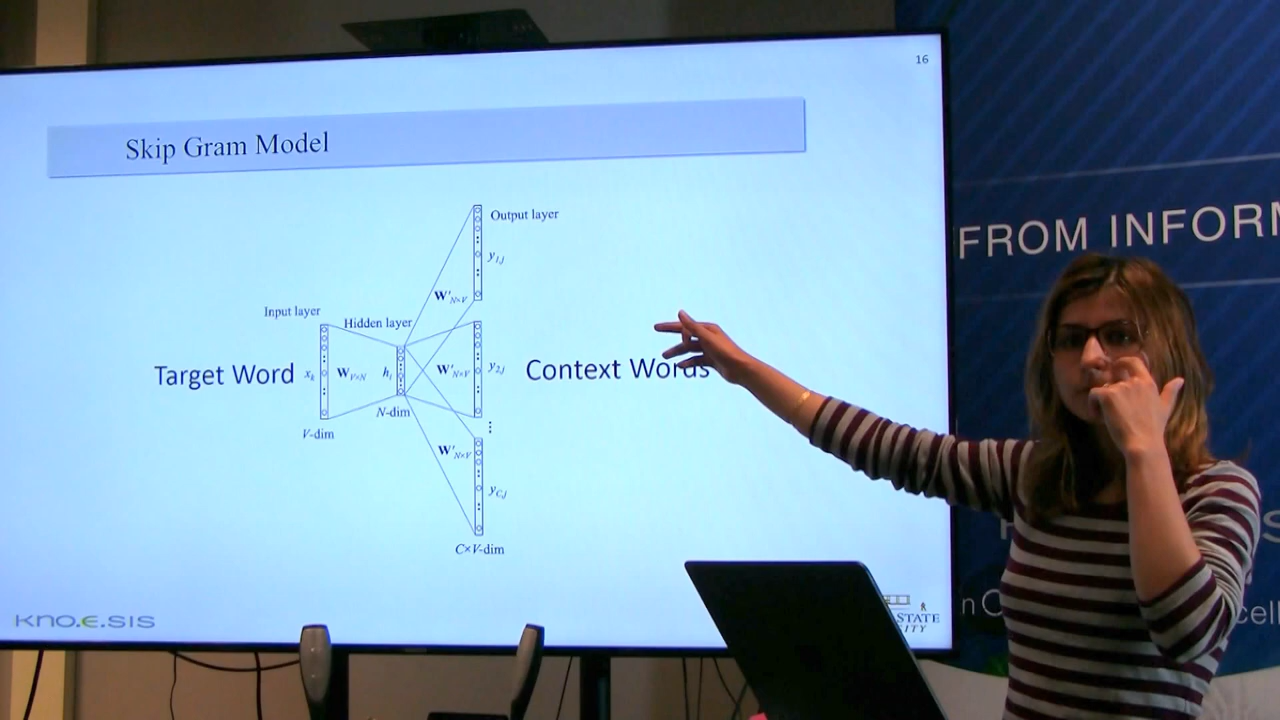 16
Skip Gram Model
Output layer
y1,j
W'N×V
Input layer
Hidden layer
Target Word
xk
WV×N
hi
W'N×V
y2,j
Context Words
N-dim
V-dim
W'N×V
yC,j
C×V-dim
KNO.E.SIS
STATE
FROM INFORM